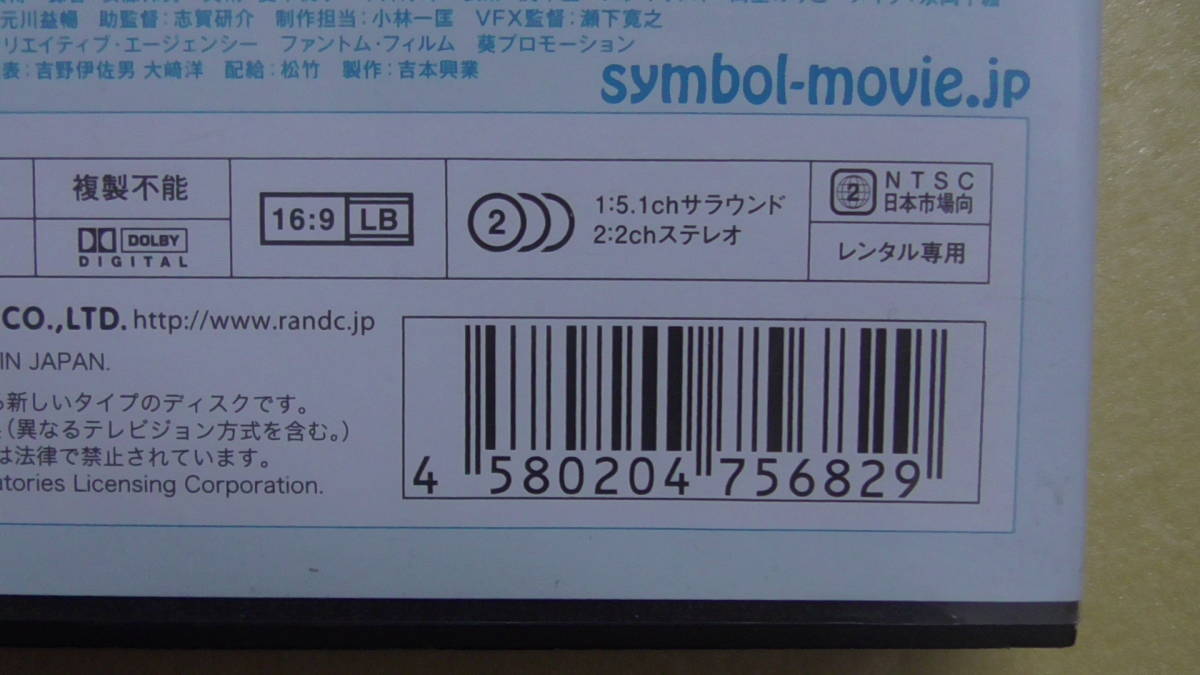 元川益暢 助監督:志賀研介 制作担当:小林一匡 VFX監督:瀬下寛之
リエイティブ・エージェンシー ファントム・フィルム 葵プロモーション
表:吉野伊佐男 大﨑洋 配給:松竹 製作:吉本興業
symbol-movie.jp
複製不能
DOLBY
DIGITAL
16:9 LB
2
1:5.1chサラウンド
2:2chステレオ
2 NTSC
日本市場向
レンタル専用
CO.,LTD. http://www.randc.jp
IN JAPAN.
新しいタイプのディスクです。
(異なるテレビジョン方式を含む。)
は法律で禁止されています。
atories Licensing Corporation.
4 580204 756829